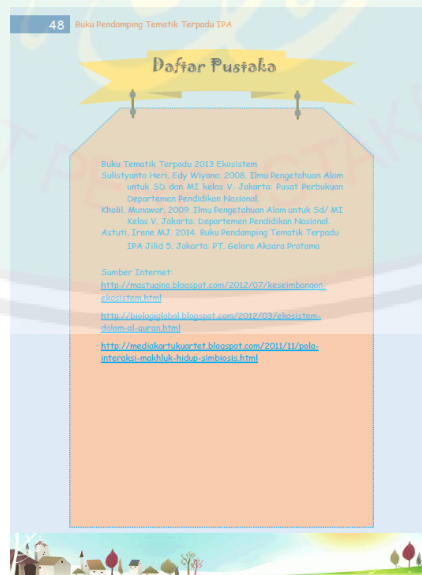 48 Buku Pendamping Tematik Terpadu IPA
Daftar Pustaka
Buku Tematik Terpadu 2013 Ekosistem
Sulistyanto Heri, Edy Wiyono. 2008. Ilmu Pengetahuan Alam
untuk SD dan MI kelas V. Jakarta: Pusat Perbukuan
Departemen Pendidikan Nasional.
Kholil, Munawar. 2009. Ilmu Pengetahuan Alam untuk Sd/ MI
Kelas V. Jakarta: Departemen Pendidikan Nasional.
Astuti, Irene MJ. 2014. Buku Pendamping Tematik Terpadu
IPA Jilid 5. Jakarta: PT. Gelora Aksara Pratama
Sumber Internet:
http://mastugino.blogspot.com/2012/07/keseimbangan-
ekosistem.html
http://biologiglobal.blogspot.com/2012/03/ekosistem-
dalam-al-quran.html
http://mediakartukuartet.blogspot.com/2011/11/pola-
interaksi-makhluk-hidup-simbiosis.html